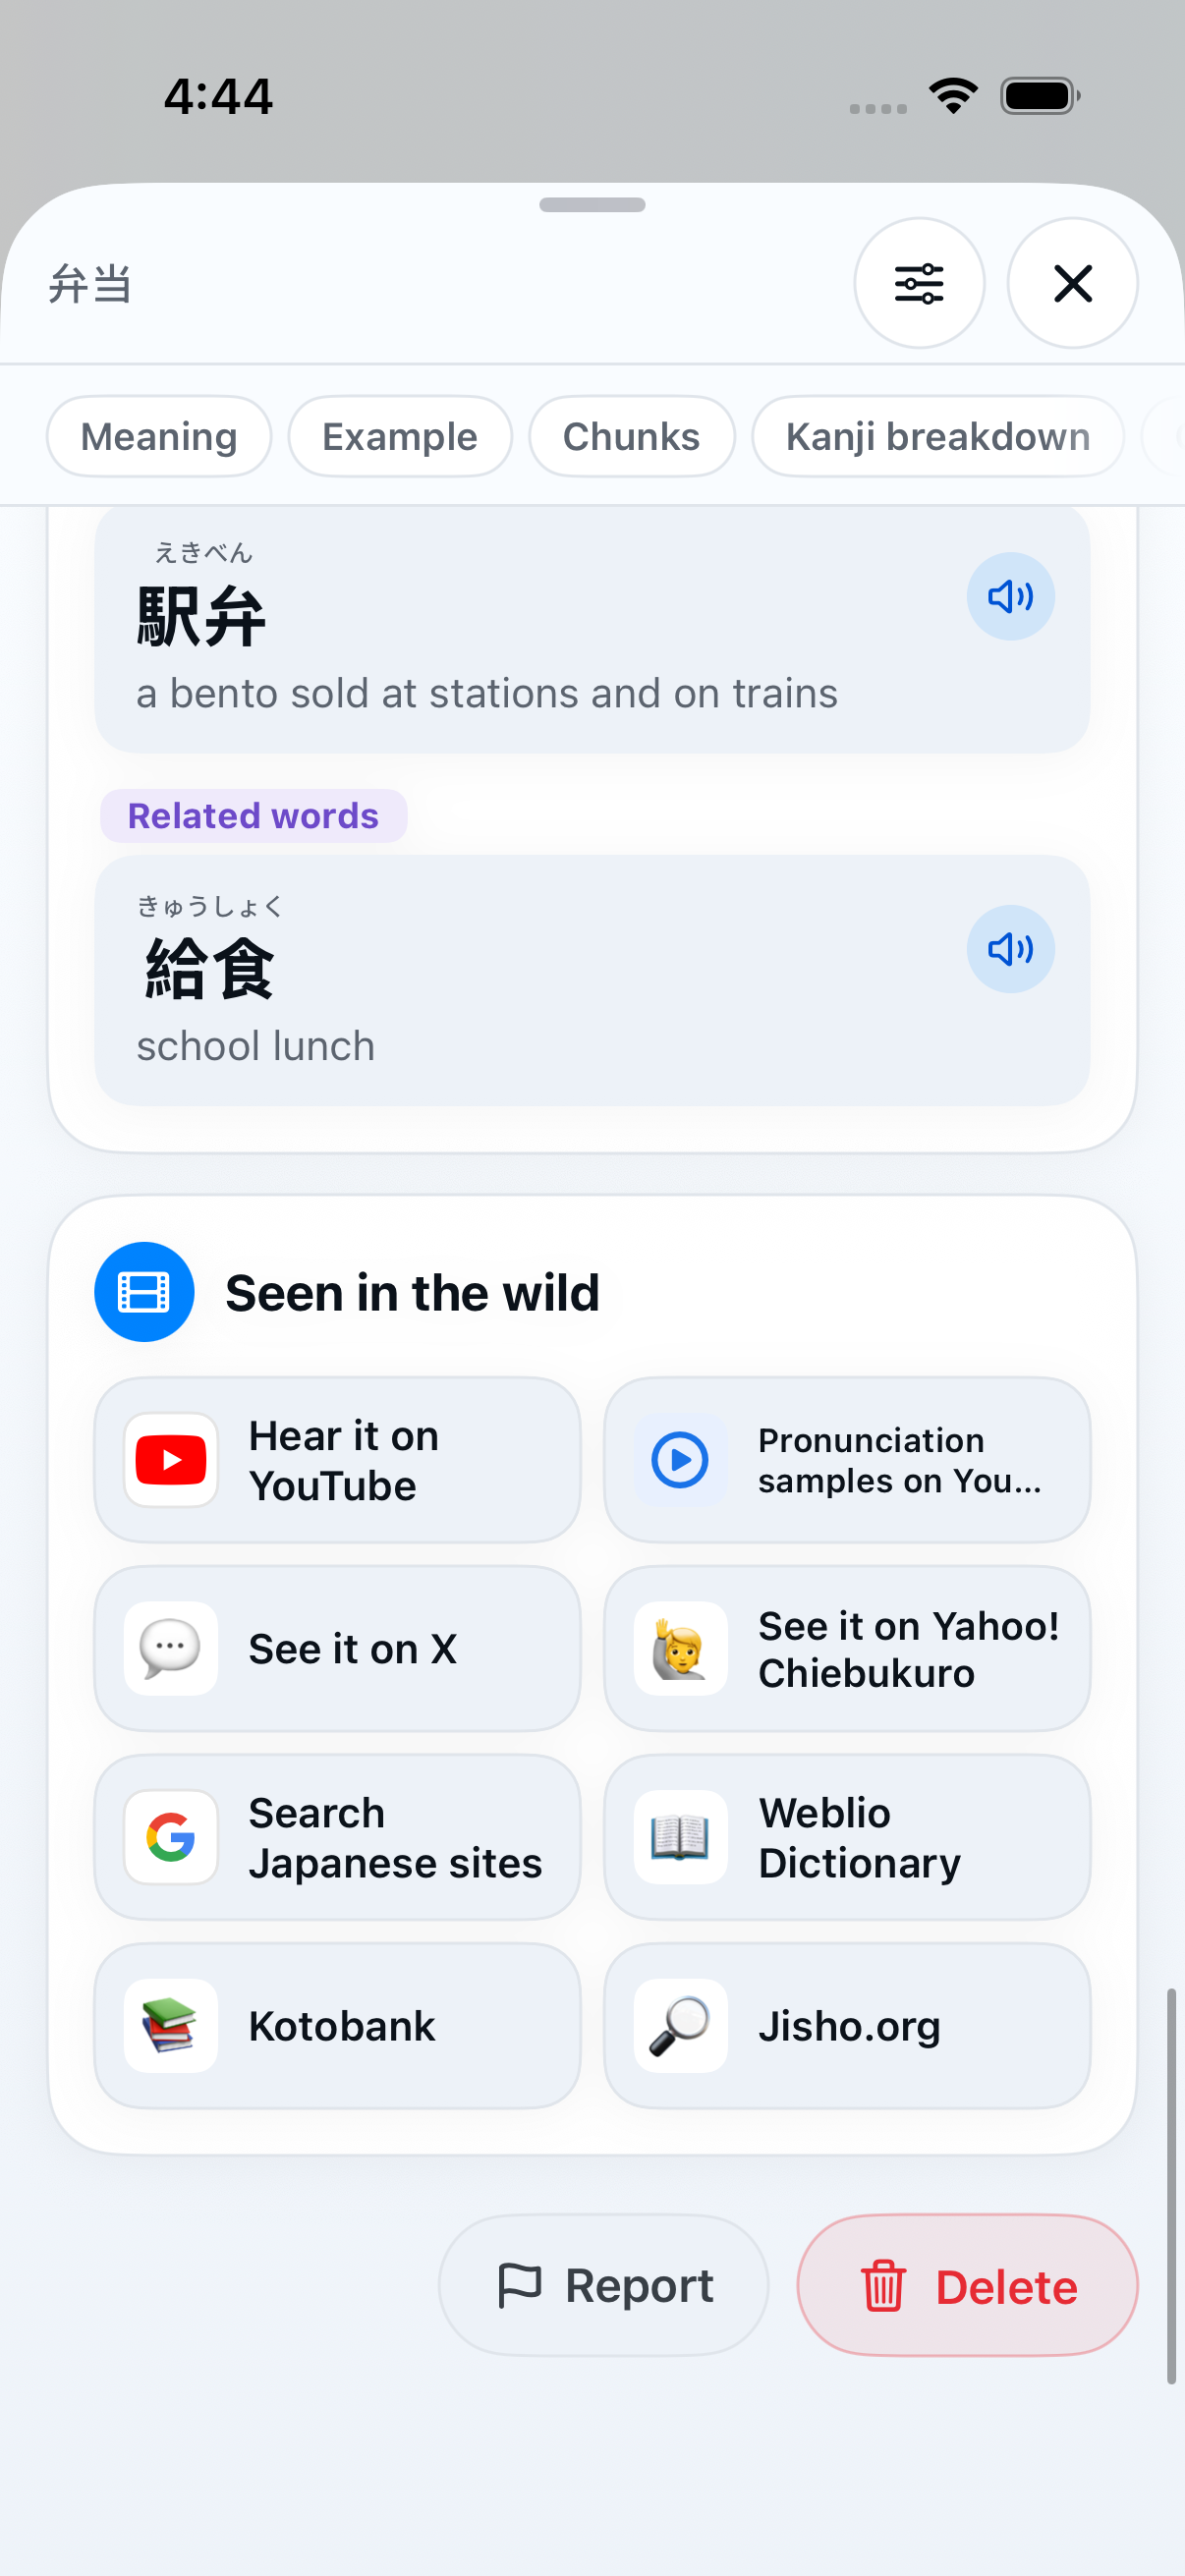 4:44
弁当
Meaning
Example
Chunks
Kanji breakdown
えきべん
駅弁
a bento sold at stations and on trains
Related words
きゅうしょく
給食
school lunch
Seen in the wild
Hear it on
YouTube
Pronunciation
samples on You...
See it on X
See it on Yahoo!
Chiebukuro
Search
Japanese sites
Weblio
Dictionary
Kotobank
Jisho.org
Report
Delete